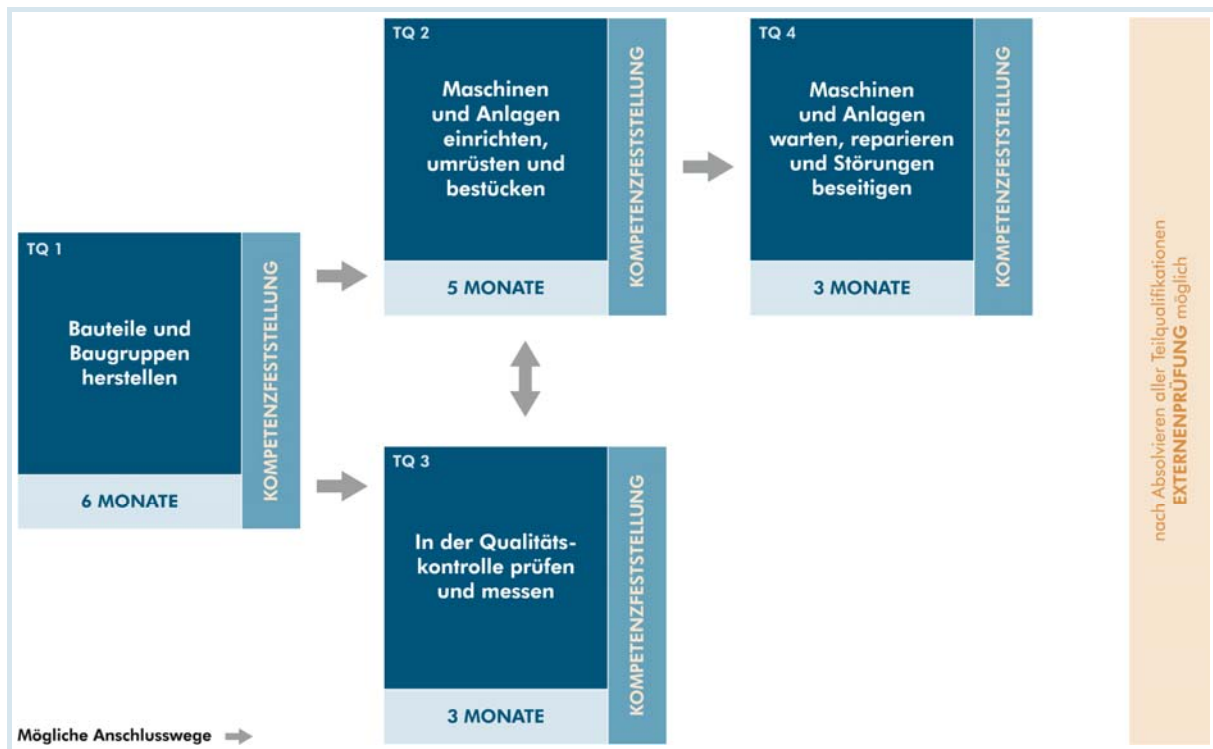 TQ 1
Bauteile und
Baugruppen
herstellen
6 MONATE
KOMPETENZFESTSTELLUNG
TQ 2
Maschinen
und Anlagen
einrichten,
umrüsten und
bestücken
5 MONATE
KOMPETENZFESTSTELLUNG
TQ 3
In der Qualitäts-
kontrolle prüfen
und messen
3 MONATE
KOMPETENZFESTSTELLUNG
TQ 4
Maschinen
und Anlagen
warten, reparieren
und Störungen
beseitigen
3 MONATE
KOMPETENZFESTSTELLUNG
nach Absolvieren aller Teilqualifikationen
EXTERNENPRÜFUNG möglich
Mögliche Anschlusswege